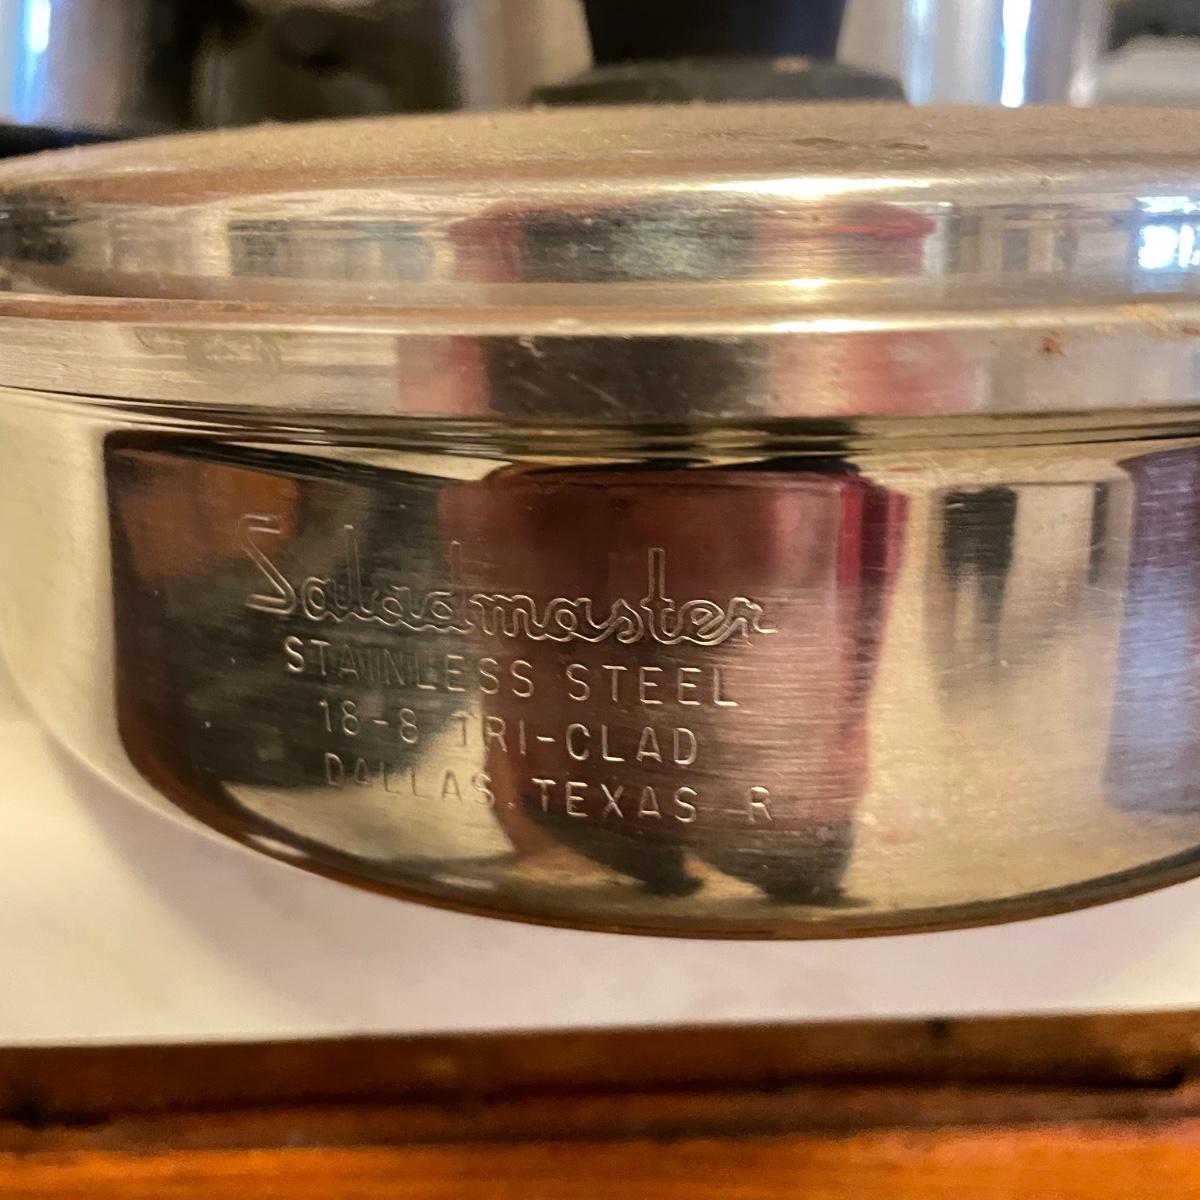 Saladmaster
STAINLESS STEEL
18-8 TRI-CLAD
DALLAS, TEXAS R